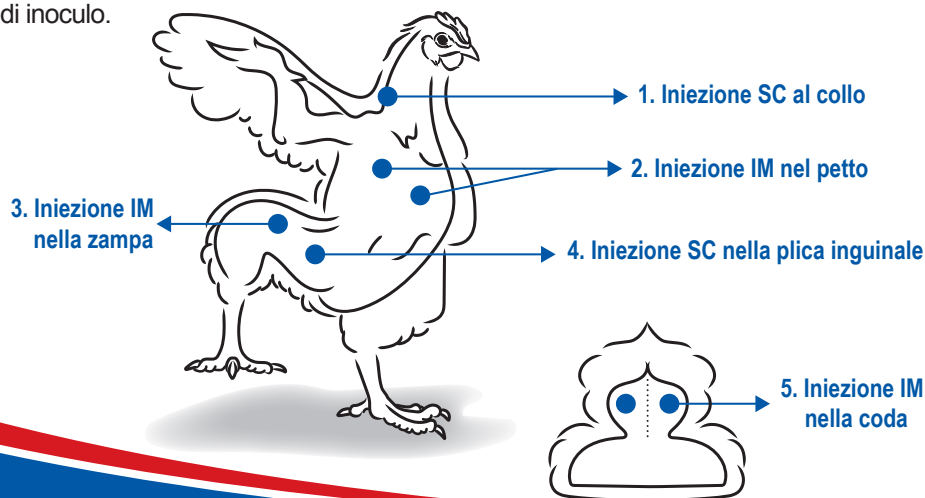 di inoculo.
1. Iniezione SC al collo
2. Iniezione IM nel petto
3. Iniezione IM
nella zampa
4. Iniezione SC nella plica inguinale
5. Iniezione IM
nella coda